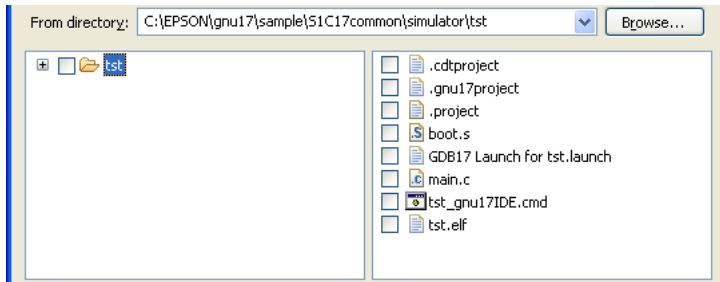 From directory: C:\EPSON\gnu17\sample\S1C17common\simulator\tst Browse...
tst
.cdtproject
.gnu17project
.project
boot.s
GDB17 Launch for tst.launch
main.c
tst_gnu17IDE.cmd
tst.elf